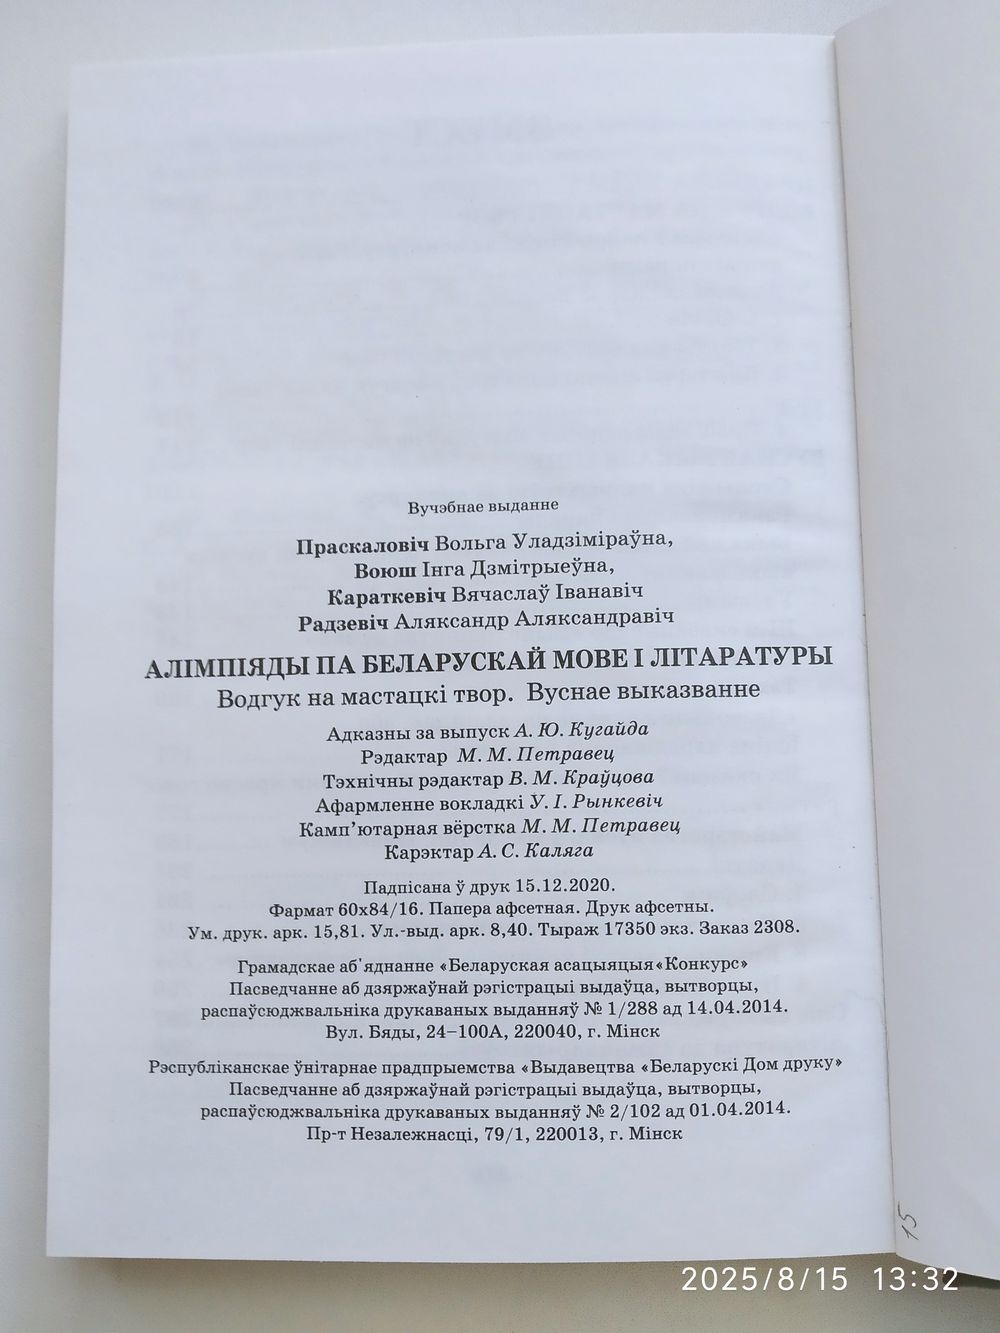 Вучэбнае выданне
Праскаловіч Вольга Уладзіміраўна,
Воюш Інга Дзмітрыеўна,
Караткевіч Вячаслаў Іванавіч
Радзевіч Аляксандр Аляксандравіч
АЛІМПІЯДЫ ПА БЕЛАРУСКАЙ МОВЕ І ЛІТАРАТУРЫ
Водгук на мастацкі твор. Вуснае выказванне
Адказны за выпуск А. Ю. Кугайда
Рэдактар М. М. Петравец
Тэхнічны рэдактар В. М. Краўцова
Афармленне вокладкі У. І. Рынкевіч
Камп'ютарная вёрстка М. М. Петравец
Карэктар А. С. Каляга
Падпісана ў друк 15.12.2020.
Фармат 60х84/16. Папера афсетная. Друк афсетны.
Ум. друк. арк. 15,81. Ул.-выд. арк. 8,40. Тыраж 17350 экз. Заказ 2308.
Грамадскае аб'яднанне «Беларуская асацыяцыя«Конкурс»
Пасведчанне аб дзяржаўнай рэгістрацыі выдаўца, вытворцы,
распаўсюджвальніка друкаваных выданняў № 1/288 ад 14.04.2014.
Вул. Бяды, 24–100А, 220040, г. Мінск
Рэспубліканскае ўнітарнае прадпрыемства «Выдавецтва «Беларускі Дом друку»
Пасведчанне аб дзяржаўнай рэгістрацыі выдаўца, вытворцы,
распаўсюджвальніка друкаваных выданняў № 2/102 ад 01.04.2014.
Пр-т Незалежнасці, 79/1, 220013, г. Мінск
15
2025/8/15 13:32